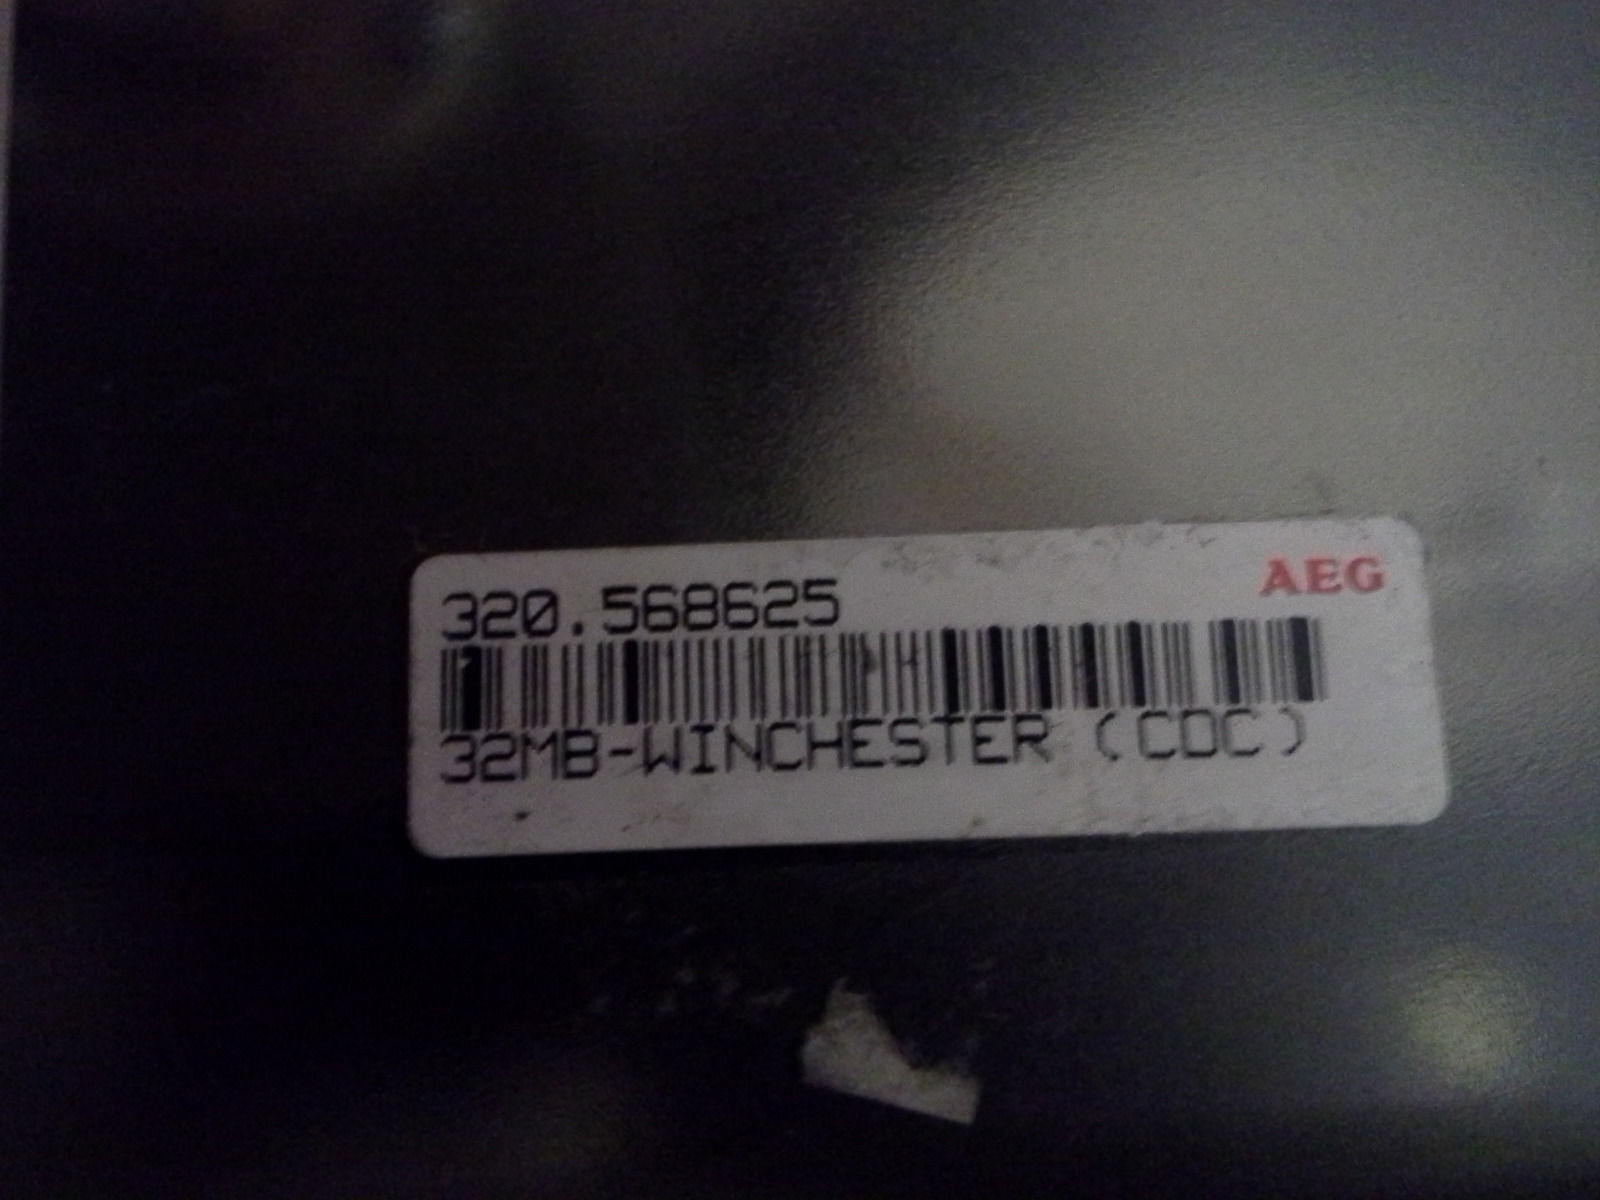 AEG
320.568625
32MB-WINCHESTER (CDC)